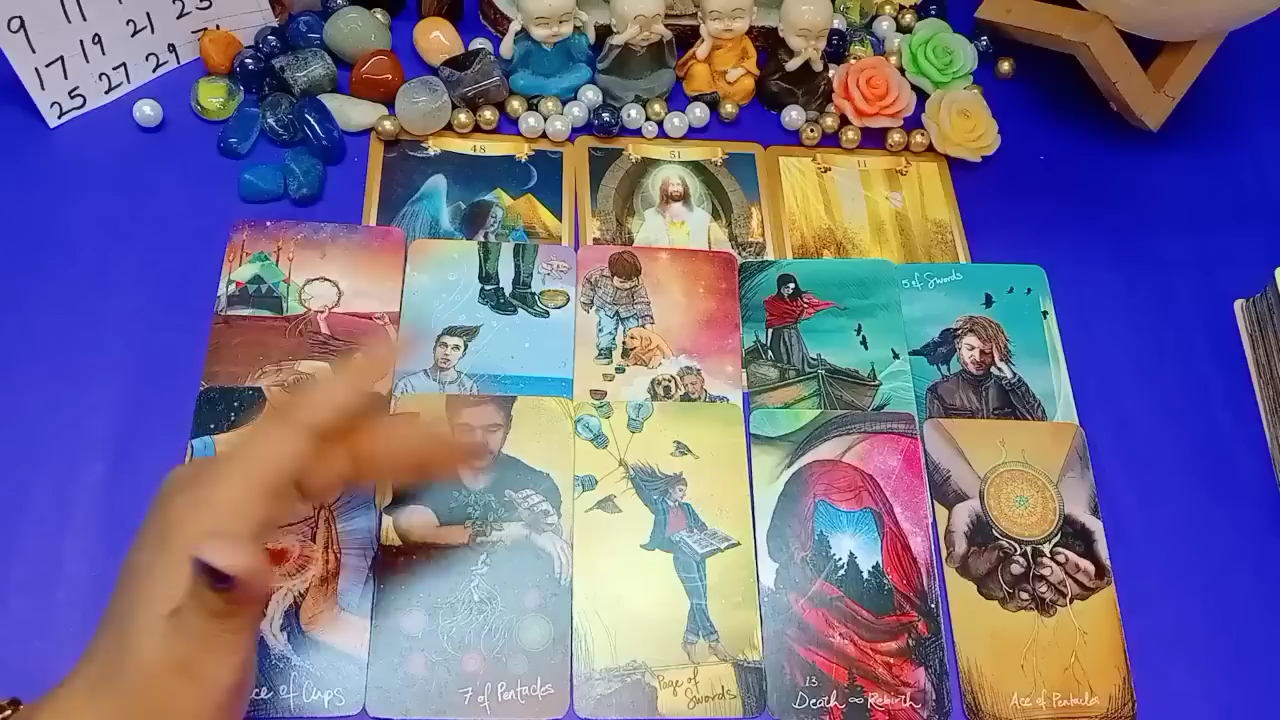 9 11
17 19 21 23
25 27 29
48
51
11
5 of Swords
ce of Cups
7 of Pentacles
Page of
Swords
13
Death ∞ Rebirth
Ace of Pentacles